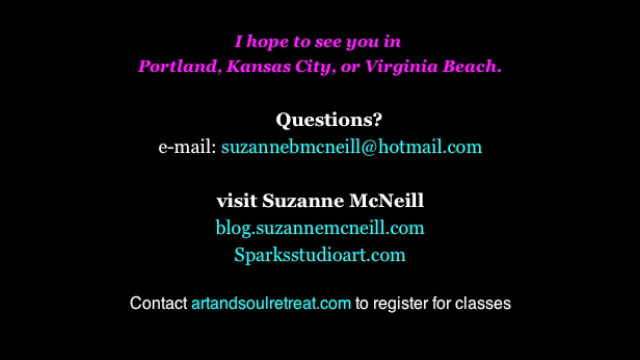 I hope to see you in
Portland, Kansas City, or Virginia Beach.
Questions?
e-mail: suzannebmcneill@hotmail.com
visit Suzanne McNeill
blog.suzannemcneill.com
Sparksstudioart.com
Contact artandsoulretreat.com to register for classes